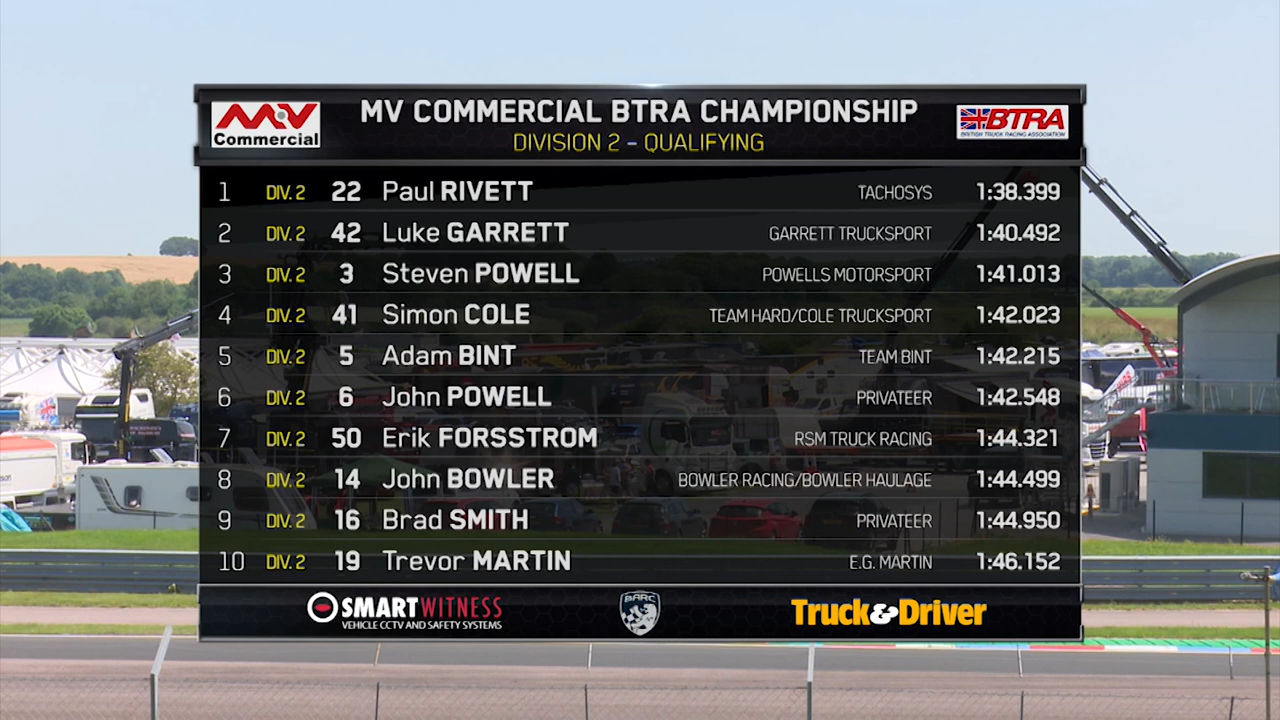 MV Commercial
MV COMMERCIAL BTRA CHAMPIONSHIP
DIVISION 2 - QUALIFYING
BTRA
BRITISH TRUCK RACING ASSOCIATION
1 DIV. 2 22 Paul RIVETT TACHOSYS 1:38.399
2 DIV. 2 42 Luke GARRETT GARRETT TRUCKSPORT 1:40.492
3 DIV. 2 3 Steven POWELL POWELLS MOTORSPORT 1:41.013
4 DIV. 2 41 Simon COLE TEAM HARD/COLE TRUCKSPORT 1:42.023
5 DIV. 2 5 Adam BINT TEAM BINT 1:42.215
6 DIV. 2 6 John POWELL PRIVATEER 1:42.548
7 DIV. 2 50 Erik FORSSTROM RSM TRUCK RACING 1:44.321
8 DIV. 2 14 John BOWLER BOWLER RACING/BOWLER HAULAGE 1:44.499
9 DIV. 2 16 Brad SMITH PRIVATEER 1:44.950
10 DIV. 2 19 Trevor MARTIN E.G. MARTIN 1:46.152
SMARTWITNESS
VEHICLE CCTV AND SAFETY SYSTEMS
BARC
Truck&Driver